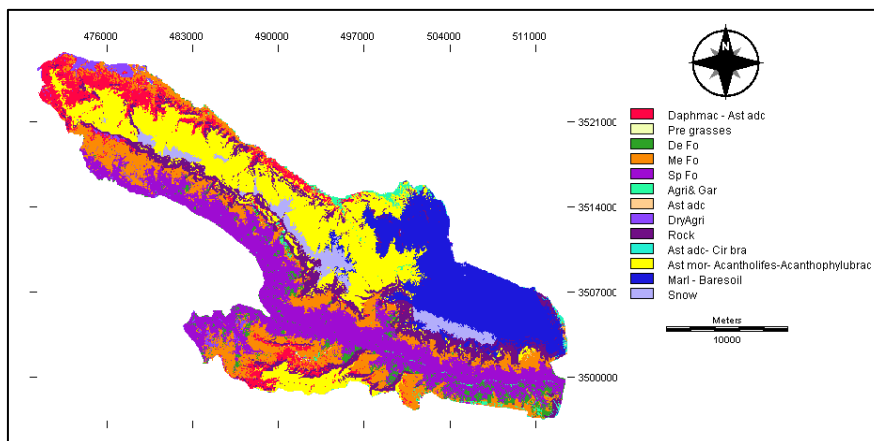 476000 483000 490000 497000 504000 511000
N
352100C
3514000
3507000
3500000
Daphmac - Ast adc
Pre grasses
De Fo
Me Fo
Sp Fo
Agri& Gar
Ast adc
DryAgri
Rock
Ast adc- Cir bra
Ast mor- Acantholifes-Acanthophylubrac
Marl - Baresoil
Snow
Meters
10000